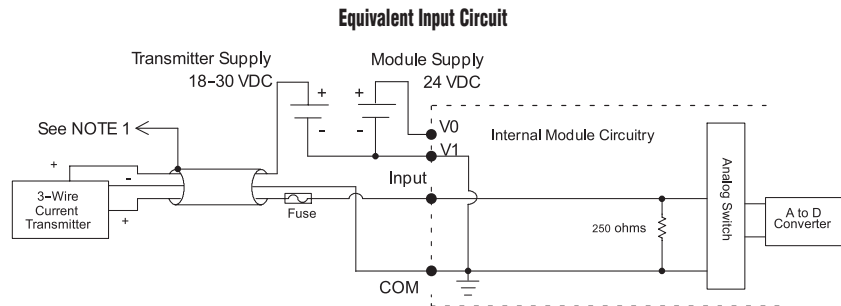 Equivalent Input Circuit
Transmitter Supply
18-30 VDC
Module Supply
24 VDC
+
-
+
-
See NOTE 1
V0
V1
Internal Module Circuitry
Input
+
-
+
3-Wire
Current
Transmitter
Fuse
250 ohms
Analog Switch
A to D
Converter
COM